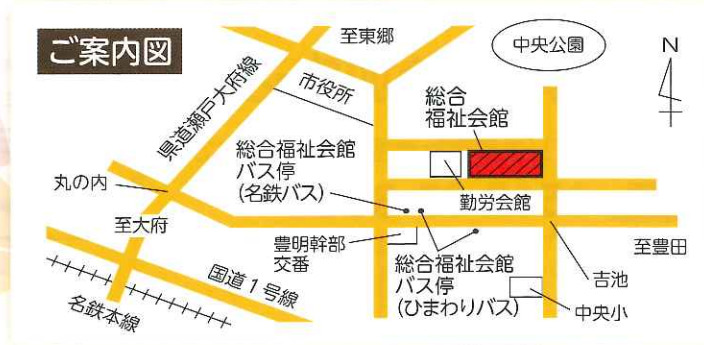 ご案内図
至東郷
中央公園
N
県道瀬戸大府線
市役所
総合
福祉会館
総合福祉会館
バス停
(名鉄バス)
丸の内
勤労会館
至大府
豊明幹部
交番
総合福祉会館
バス停
(ひまわりバス)
至豊田
吉池
国道1号線
中央小
名鉄本線